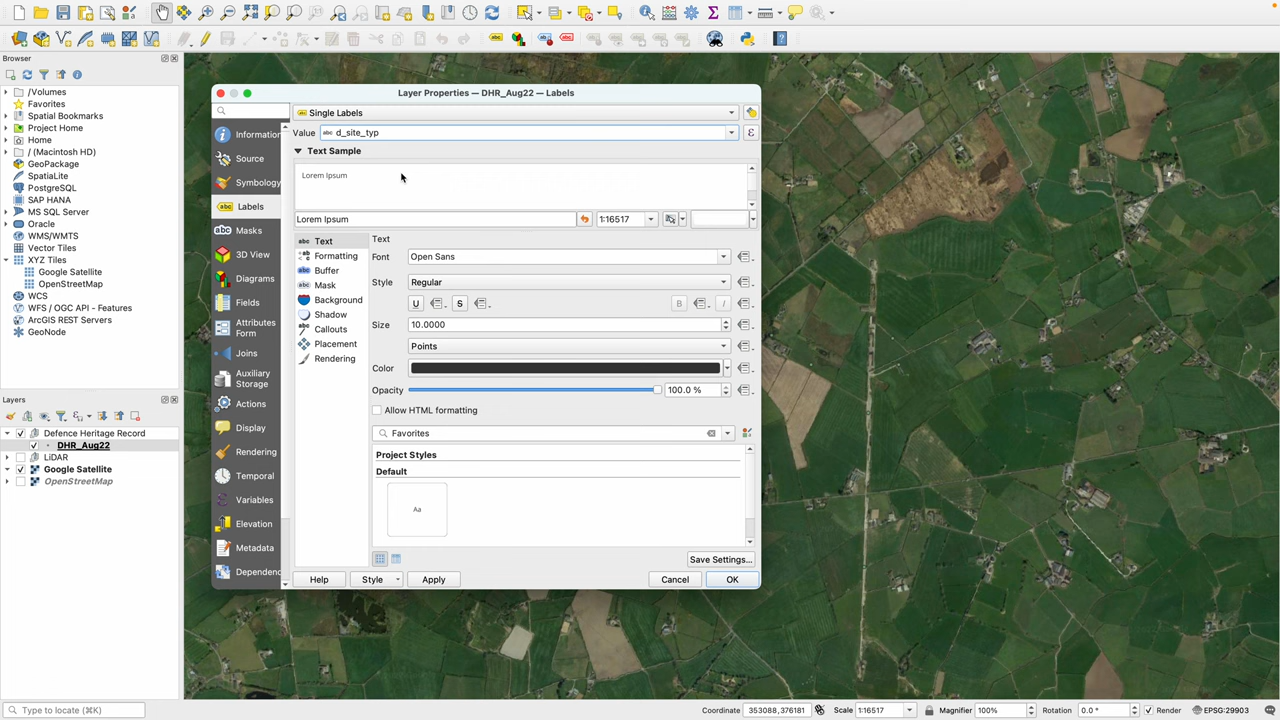 Browser
/Volumes
Favorites
Spatial Bookmarks
Project Home
Home
/ (Macintosh HD)
GeoPackage
SpatiaLite
PostgreSQL
SAP HANA
MS SQL Server
Oracle
WMS/WMTS
Vector Tiles
XYZ Tiles
Google Satellite
OpenStreetMap
WCS
WFS / OGC API - Features
ArcGIS REST Servers
GeoNode
Layers
Defence Heritage Record
DHR_Aug22
LiDAR
Google Satellite
OpenStreetMap
Layer Properties — DHR_Aug22 — Labels
Information
Source
Symbology
abc Labels
abc Masks
3D View
Diagrams
Fields
Attributes
Form
Joins
Auxiliary
Storage
Actions
Display
Rendering
Temporal
Variables
Elevation
Metadata
Dependenc
Single Labels
Value abc d_site_typ ε
Text Sample
Lorem Ipsum
Lorem Ipsum 1:16517
abc Text
Formatting
abc Buffer
abc Mask
Background
Shadow
Callouts
Placement
Rendering
Text
Font Open Sans
Style Regular
U S B I
Size 10.0000
Points
Color
Opacity 100.0 %
Allow HTML formatting
Favorites
Project Styles
Default
Aa
Save Settings...
Help Style Apply Cancel OK
Type to locate (⌘K) Coordinate 353088,376181 Scale 1:16517 Magnifier 100% Rotation 0.0 ° Render EPSG:29903